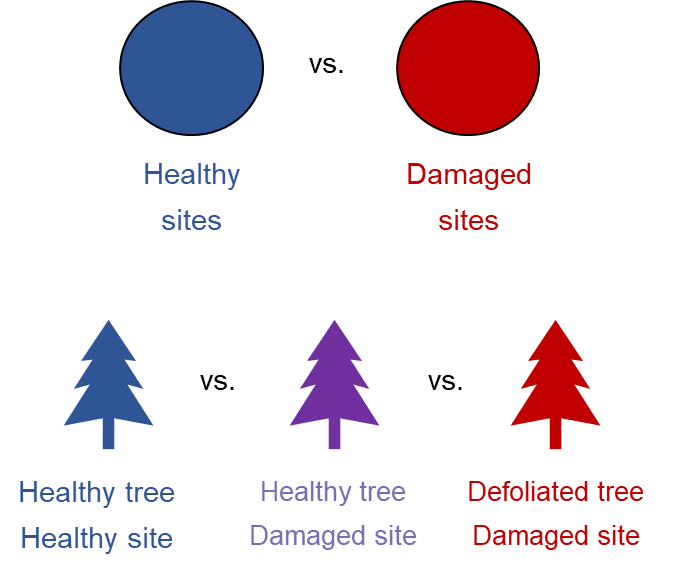 vs.
Healthy
sites
Damaged
sites
vs.
vs.
Healthy tree
Healthy site
Healthy tree
Damaged site
Defoliated tree
Damaged site